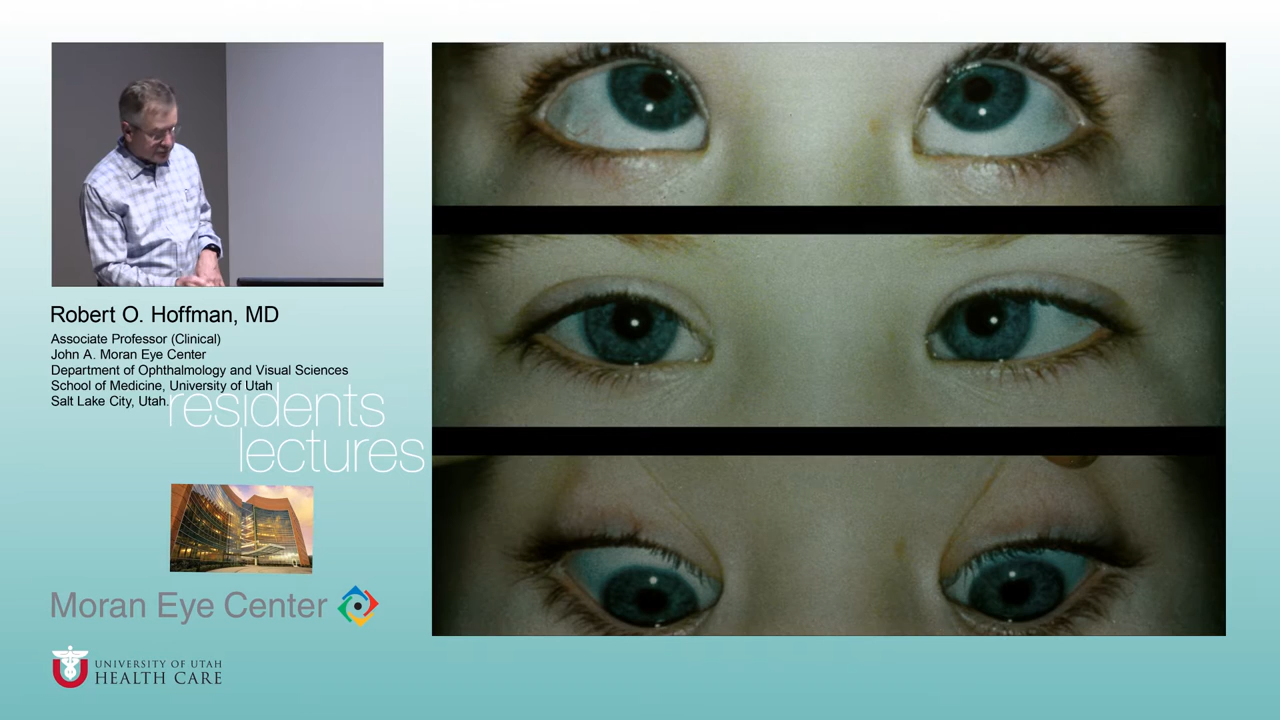 Robert O. Hoffman, MD
Associate Professor (Clinical)
John A. Moran Eye Center
Department of Ophthalmology and Visual Sciences
School of Medicine, University of Utah
Salt Lake City, Utah.
residents
lectures
Moran Eye Center
UNIVERSITY OF UTAH
HEALTH CARE